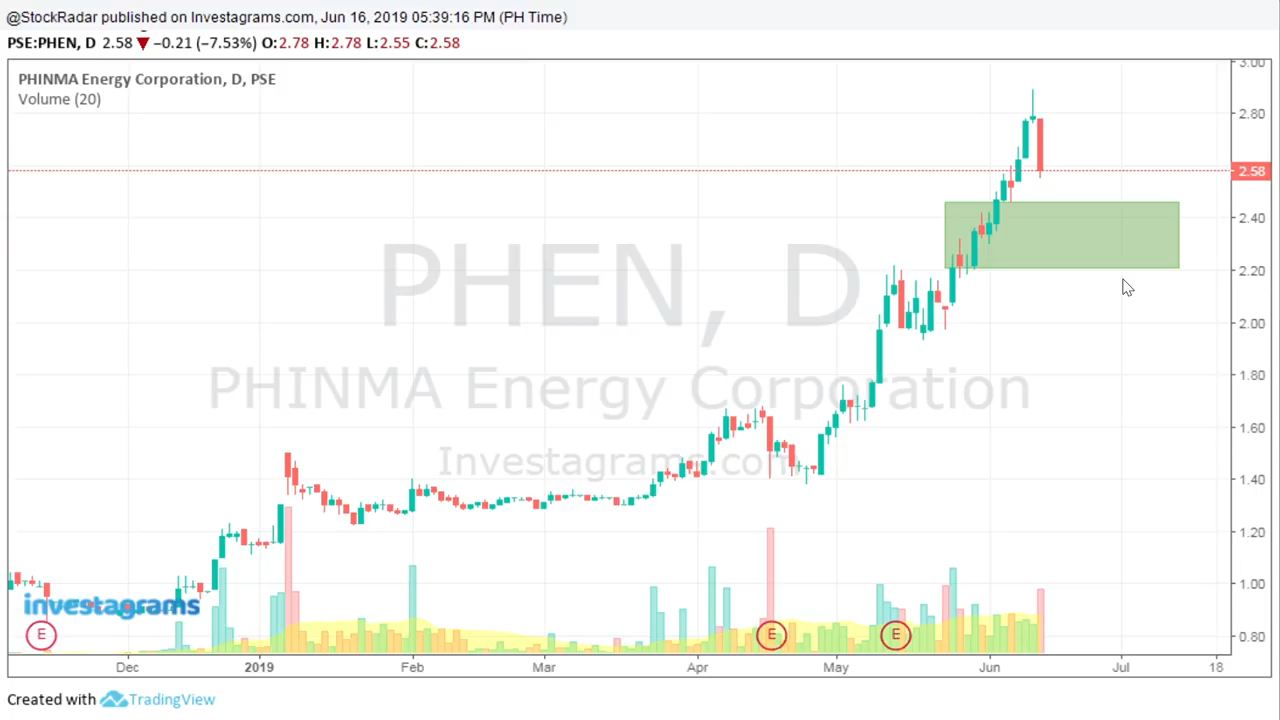 @StockRadar published on Investagrams.com, Jun 16, 2019 05:39:16 PM (PH Time)
PSE:PHEN, D 2.58 ▼ −0.21 (−7.53%) O:2.78 H:2.78 L:2.55 C:2.58
PHINMA Energy Corporation, D, PSE
Volume (20)
3.00
2.80
2.58
2.40
2.20
2.00
1.80
1.60
1.40
1.20
1.00
0.80
PHEN, D
PHINMA Energy Corporation
Investagrams.com
investagrams
E
E
E
Dec 2019 Feb Mar Apr May Jun Jul 18
Created with TradingView